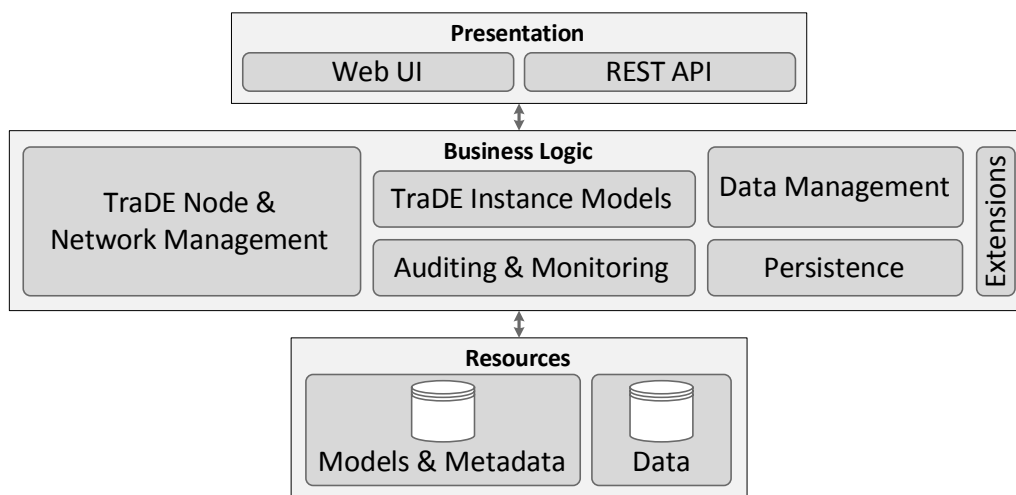 Presentation
Web UI
REST API
Business Logic
TraDE Node &
Network Management
TraDE Instance Models
Auditing & Monitoring
Data Management
Persistence
Extensions
Resources
Models & Metadata
Data